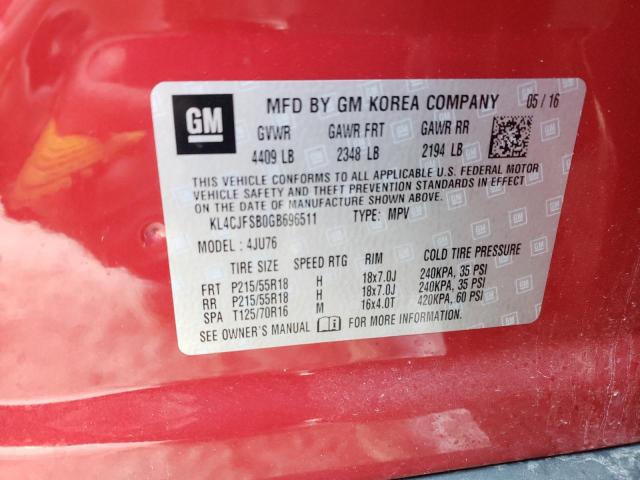 GM
MFD BY GM KOREA COMPANY 05 / 16
GVWR GAWR FRT GAWR RR
4409 LB 2348 LB 2194 LB
THIS VEHICLE CONFORMS TO ALL APPLICABLE U.S. FEDERAL MOTOR
VEHICLE SAFETY AND THEFT PREVENTION STANDARDS IN EFFECT
ON THE DATE OF MANUFACTURE SHOWN ABOVE.
KL4CJFSB0GB696511 TYPE: MPV
MODEL : 4JU76
TIRE SIZE SPEED RTG RIM COLD TIRE PRESSURE
FRT P215/55R18 H 18x7.0J 240KPA, 35 PSI
RR P215/55R18 H 18x7.0J 240KPA, 35 PSI
SPA T125/70R16 M 16x4.0T 420KPA, 60 PSI
SEE OWNER'S MANUAL FOR MORE INFORMATION.